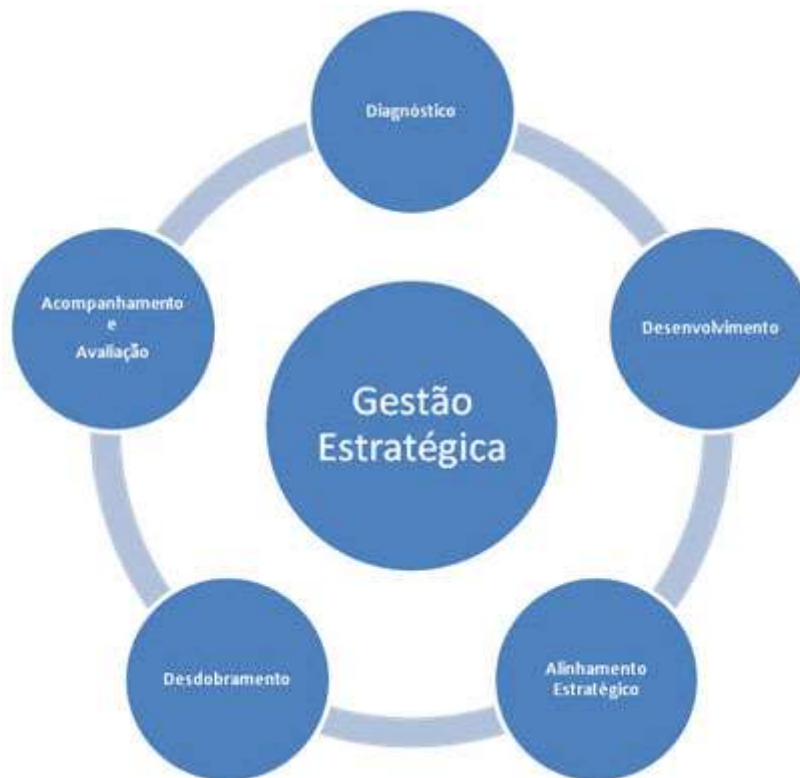 Diagnóstico
Desenvolvimento
Alinhamento
Estratégico
Desdobramento
Acompanhamento
e
Avaliação
Gestão
Estratégica